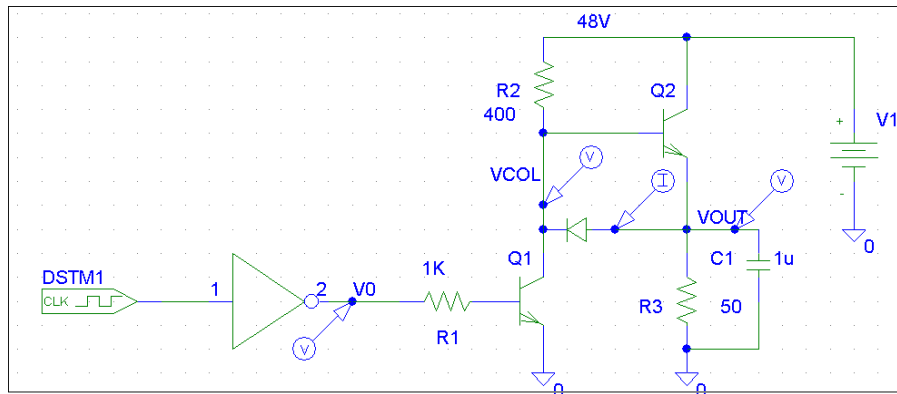 48V
R2
400
Q2
V1
+
-
VCOL
V
I
V
VOUT
0
DSTM1
CLK
1
2
V0
1K
R1
Q1
C1
1u
R3
50
V
0
0